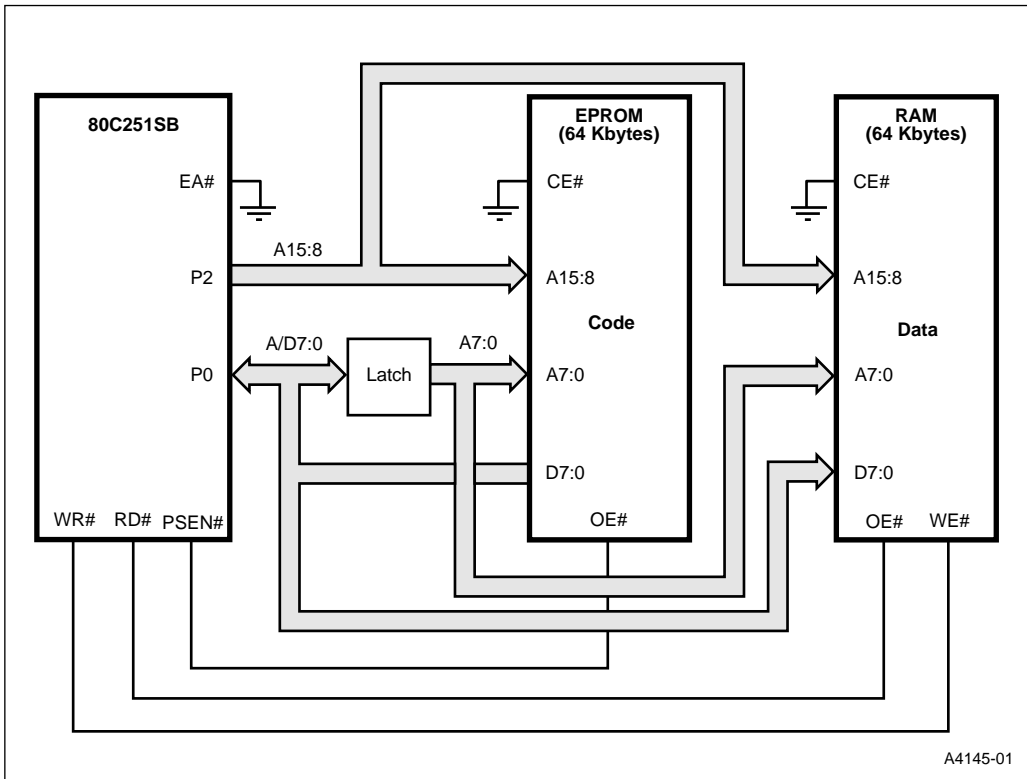 80C251SB
EA#
A15:8
P2
A/D7:0
P0
WR#
RD#
PSEN#
Latch
A7:0
EPROM
(64 Kbytes)
CE#
A15:8
Code
A7:0
D7:0
OE#
RAM
(64 Kbytes)
CE#
A15:8
Data
A7:0
D7:0
OE#
WE#
A4145-01